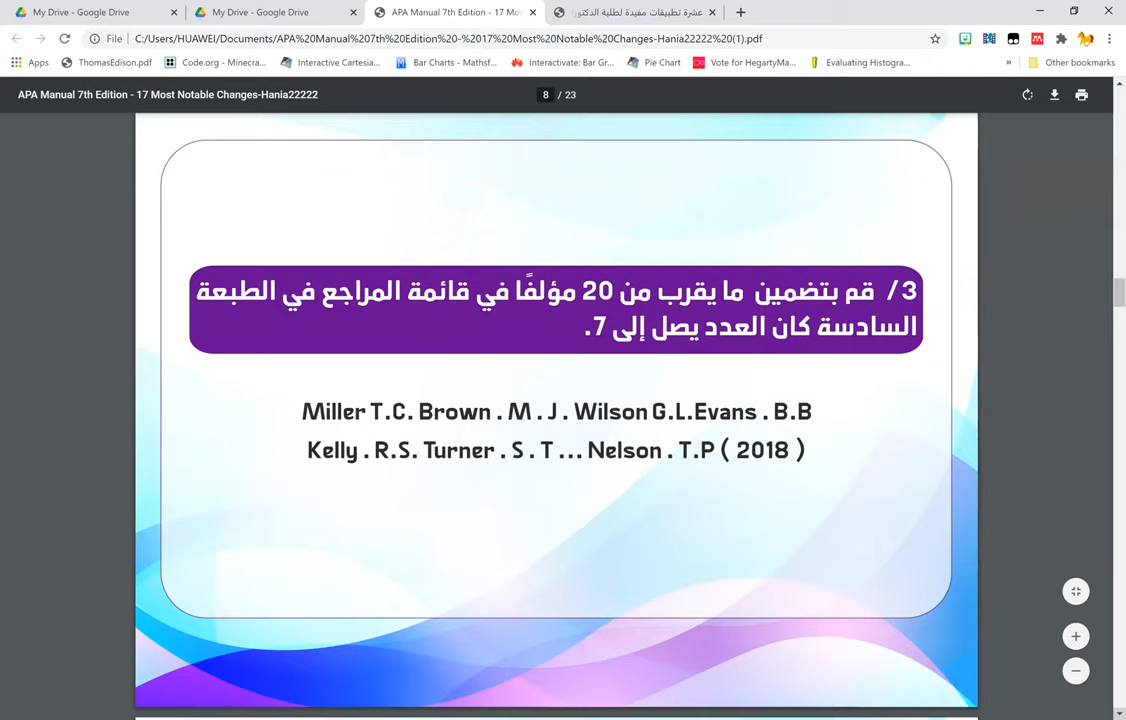 My Drive - Google Drive
My Drive - Google Drive
APA Manual 7th Edition - 17 Mos
عشرة تطبيقات مفيدة لطلبة الدكتورا
File
C:/Users/HUAWEI/Documents/APA%20Manual%207th%20Edition%20-%2017%20Most%20Notable%20Changes-Hania22222%20(1).pdf
Apps
ThomasEdison.pdf
Code.org - Minecra...
Interactive Cartesia...
Bar Charts - Mathsf...
Interactivate: Bar Gr...
Pie Chart
Vote for HegartyMa...
Evaluating Histogra...
»
Other bookmarks
APA Manual 7th Edition - 17 Most Notable Changes-Hania22222
8 / 23
3/ قم بتضمين ما يقرب من 20 مؤلفًا في قائمة المراجع في الطبعة
السادسة كان العدد يصل إلى 7.
Miller T.C. Brown . M . J . Wilson G.L.Evans . B.B
Kelly . R.S. Turner . S . T ... Nelson . T.P ( 2018 )